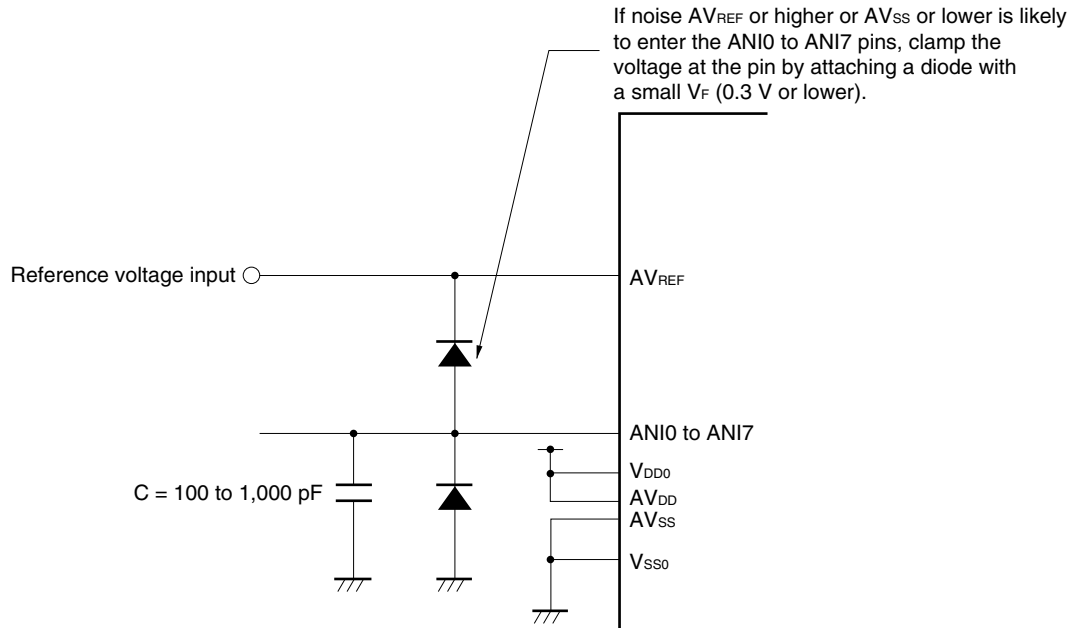 If noise AVREF or higher or AVSS or lower is likely
to enter the ANI0 to ANI7 pins, clamp the
voltage at the pin by attaching a diode with
a small VF (0.3 V or lower).
Reference voltage input
AVREF
ANI0 to ANI7
VDD0
C = 100 to 1,000 pF
AVDD
AVSS
VSS0